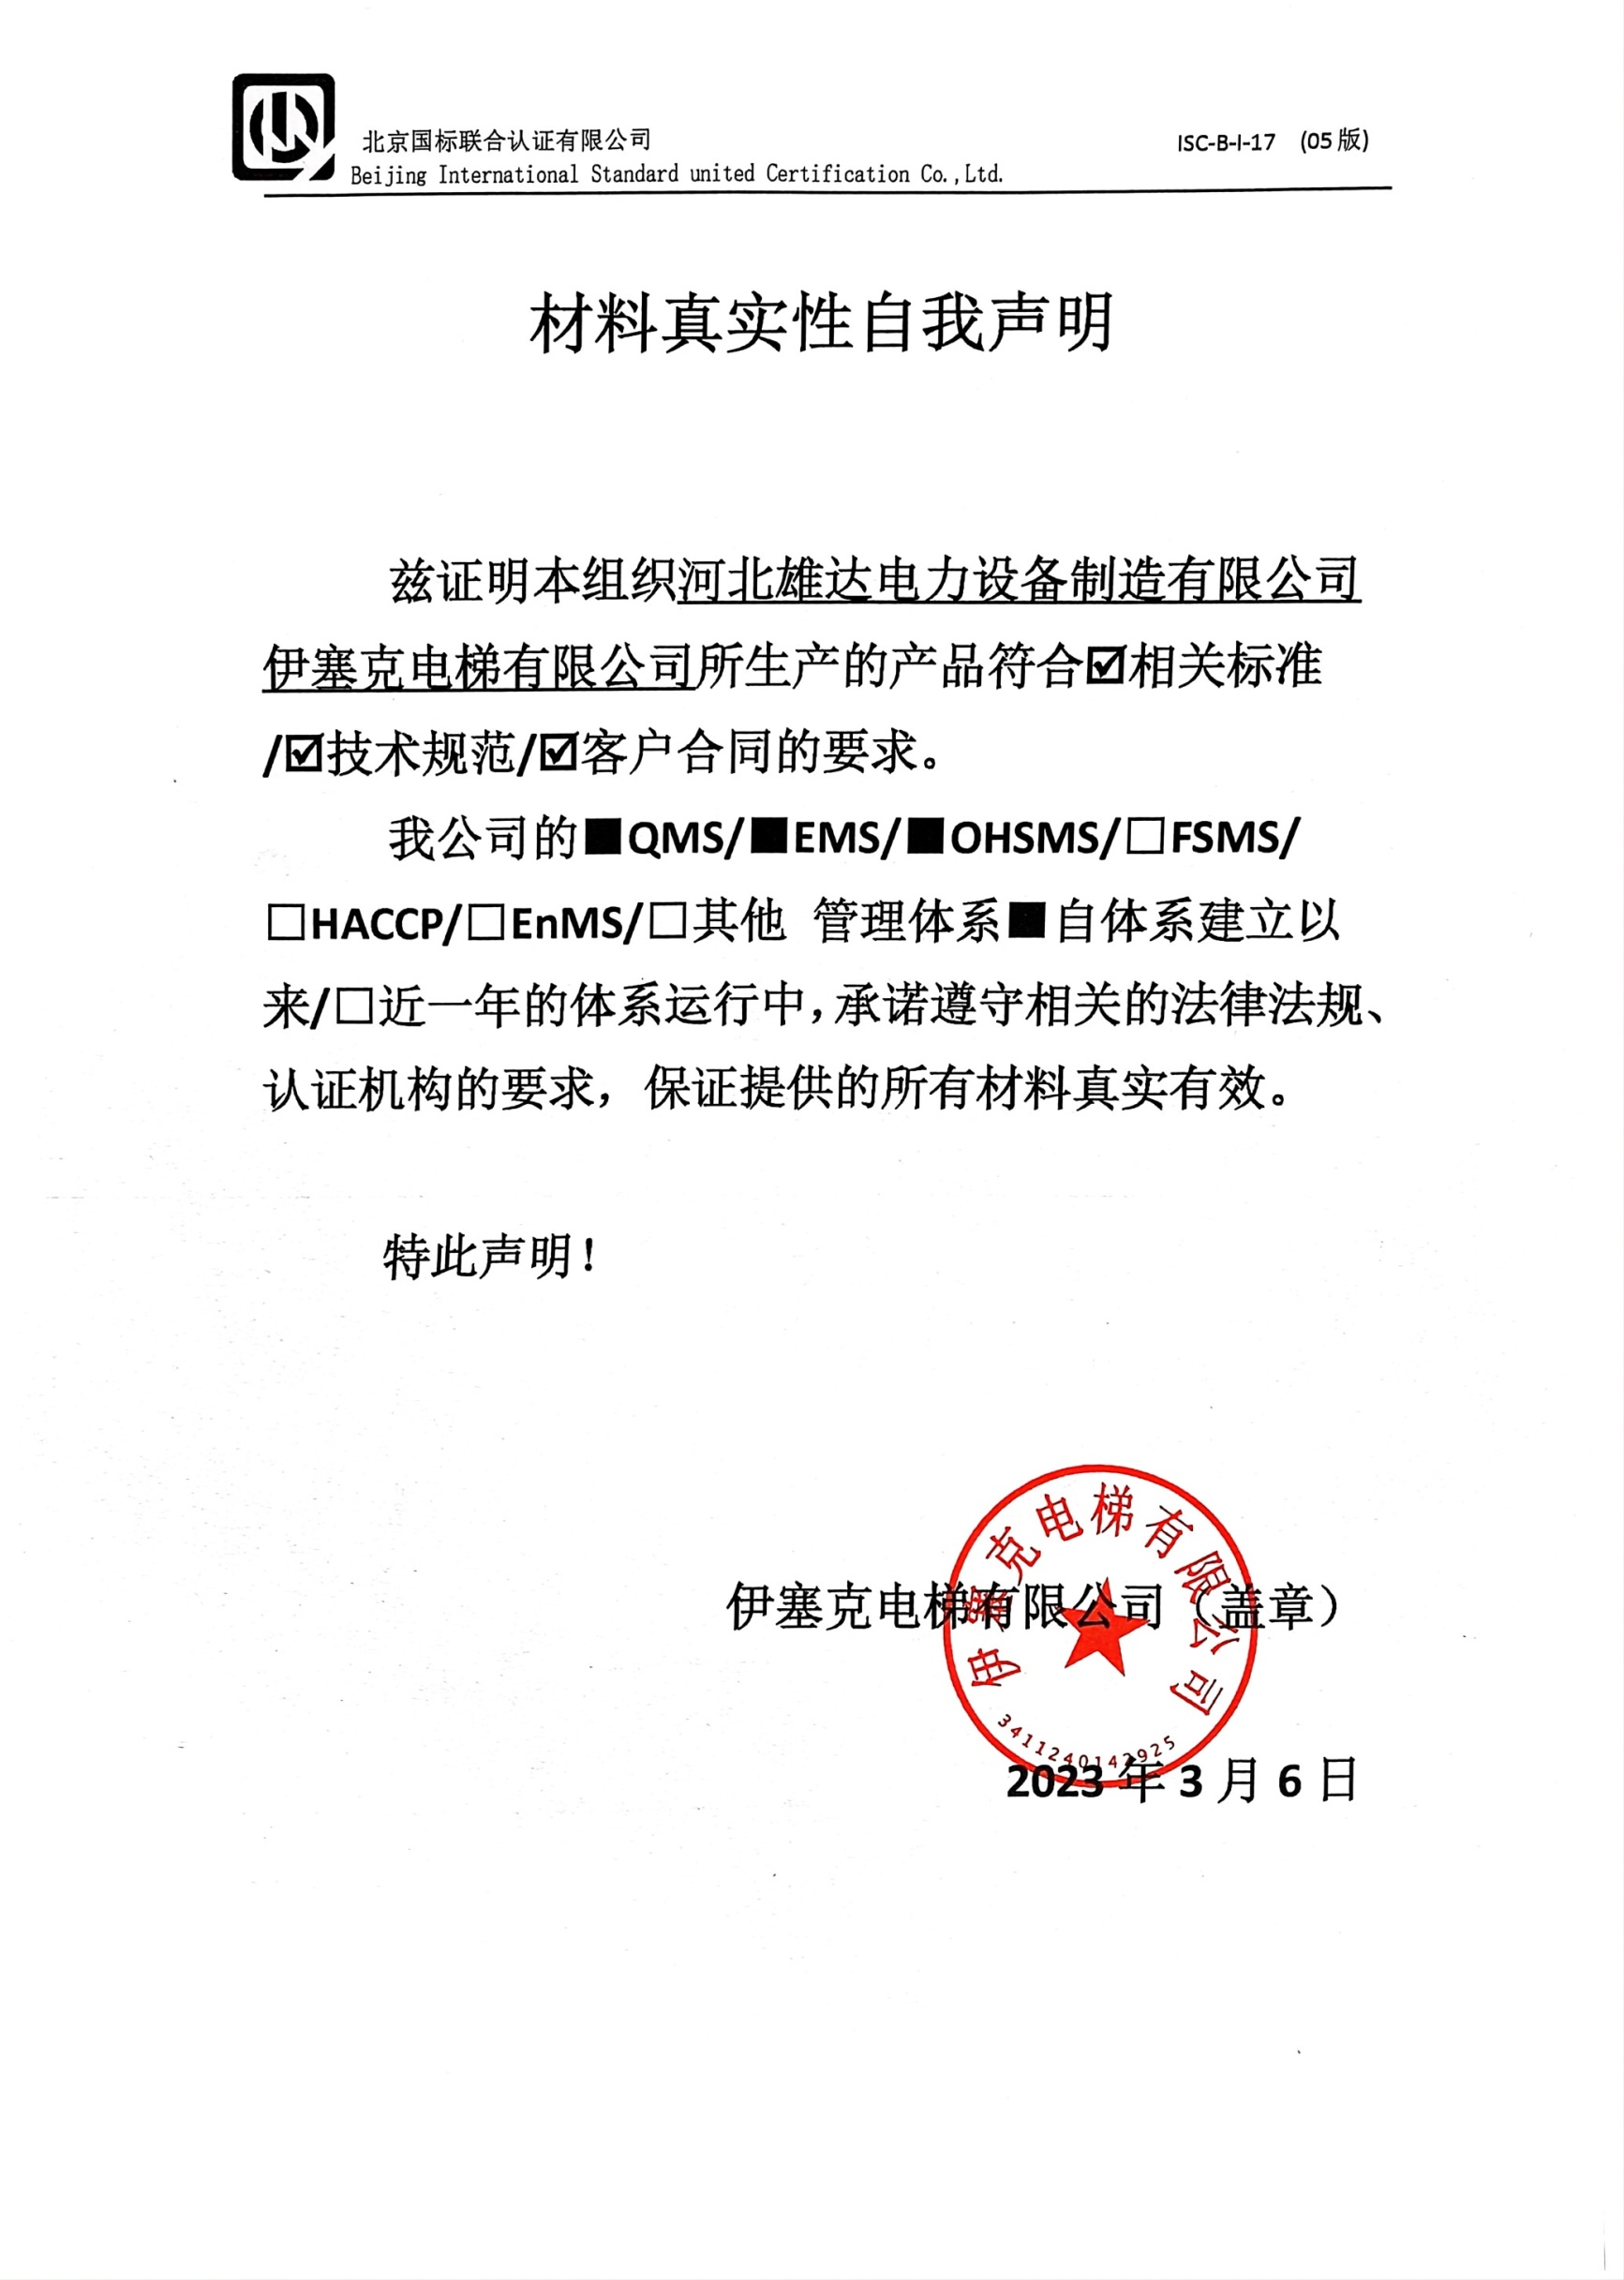 北京国标联合认证有限公司
ISC-B-I-17 (05版)
Beijing International Standard united Certification Co.,Ltd.
材料真实性自我声明
兹证明本组织河北雄达电力设备制造有限公司
伊塞克电梯有限公司所生产的产品符合☑相关标准
/☑技术规范/☑客户合同的要求。
我公司的■QMS/■EMS/■OHSMS/□FSMS/
□HACCP/□EnMS/□其他 管理体系■自体系建立以
来/□近一年的体系运行中,承诺遵守相关的法律法规、
认证机构的要求，保证提供的所有材料真实有效。
特此声明！
伊塞克电梯有限公司
伊塞克电梯有限公司（盖章）
2023 年 3 月 6 日